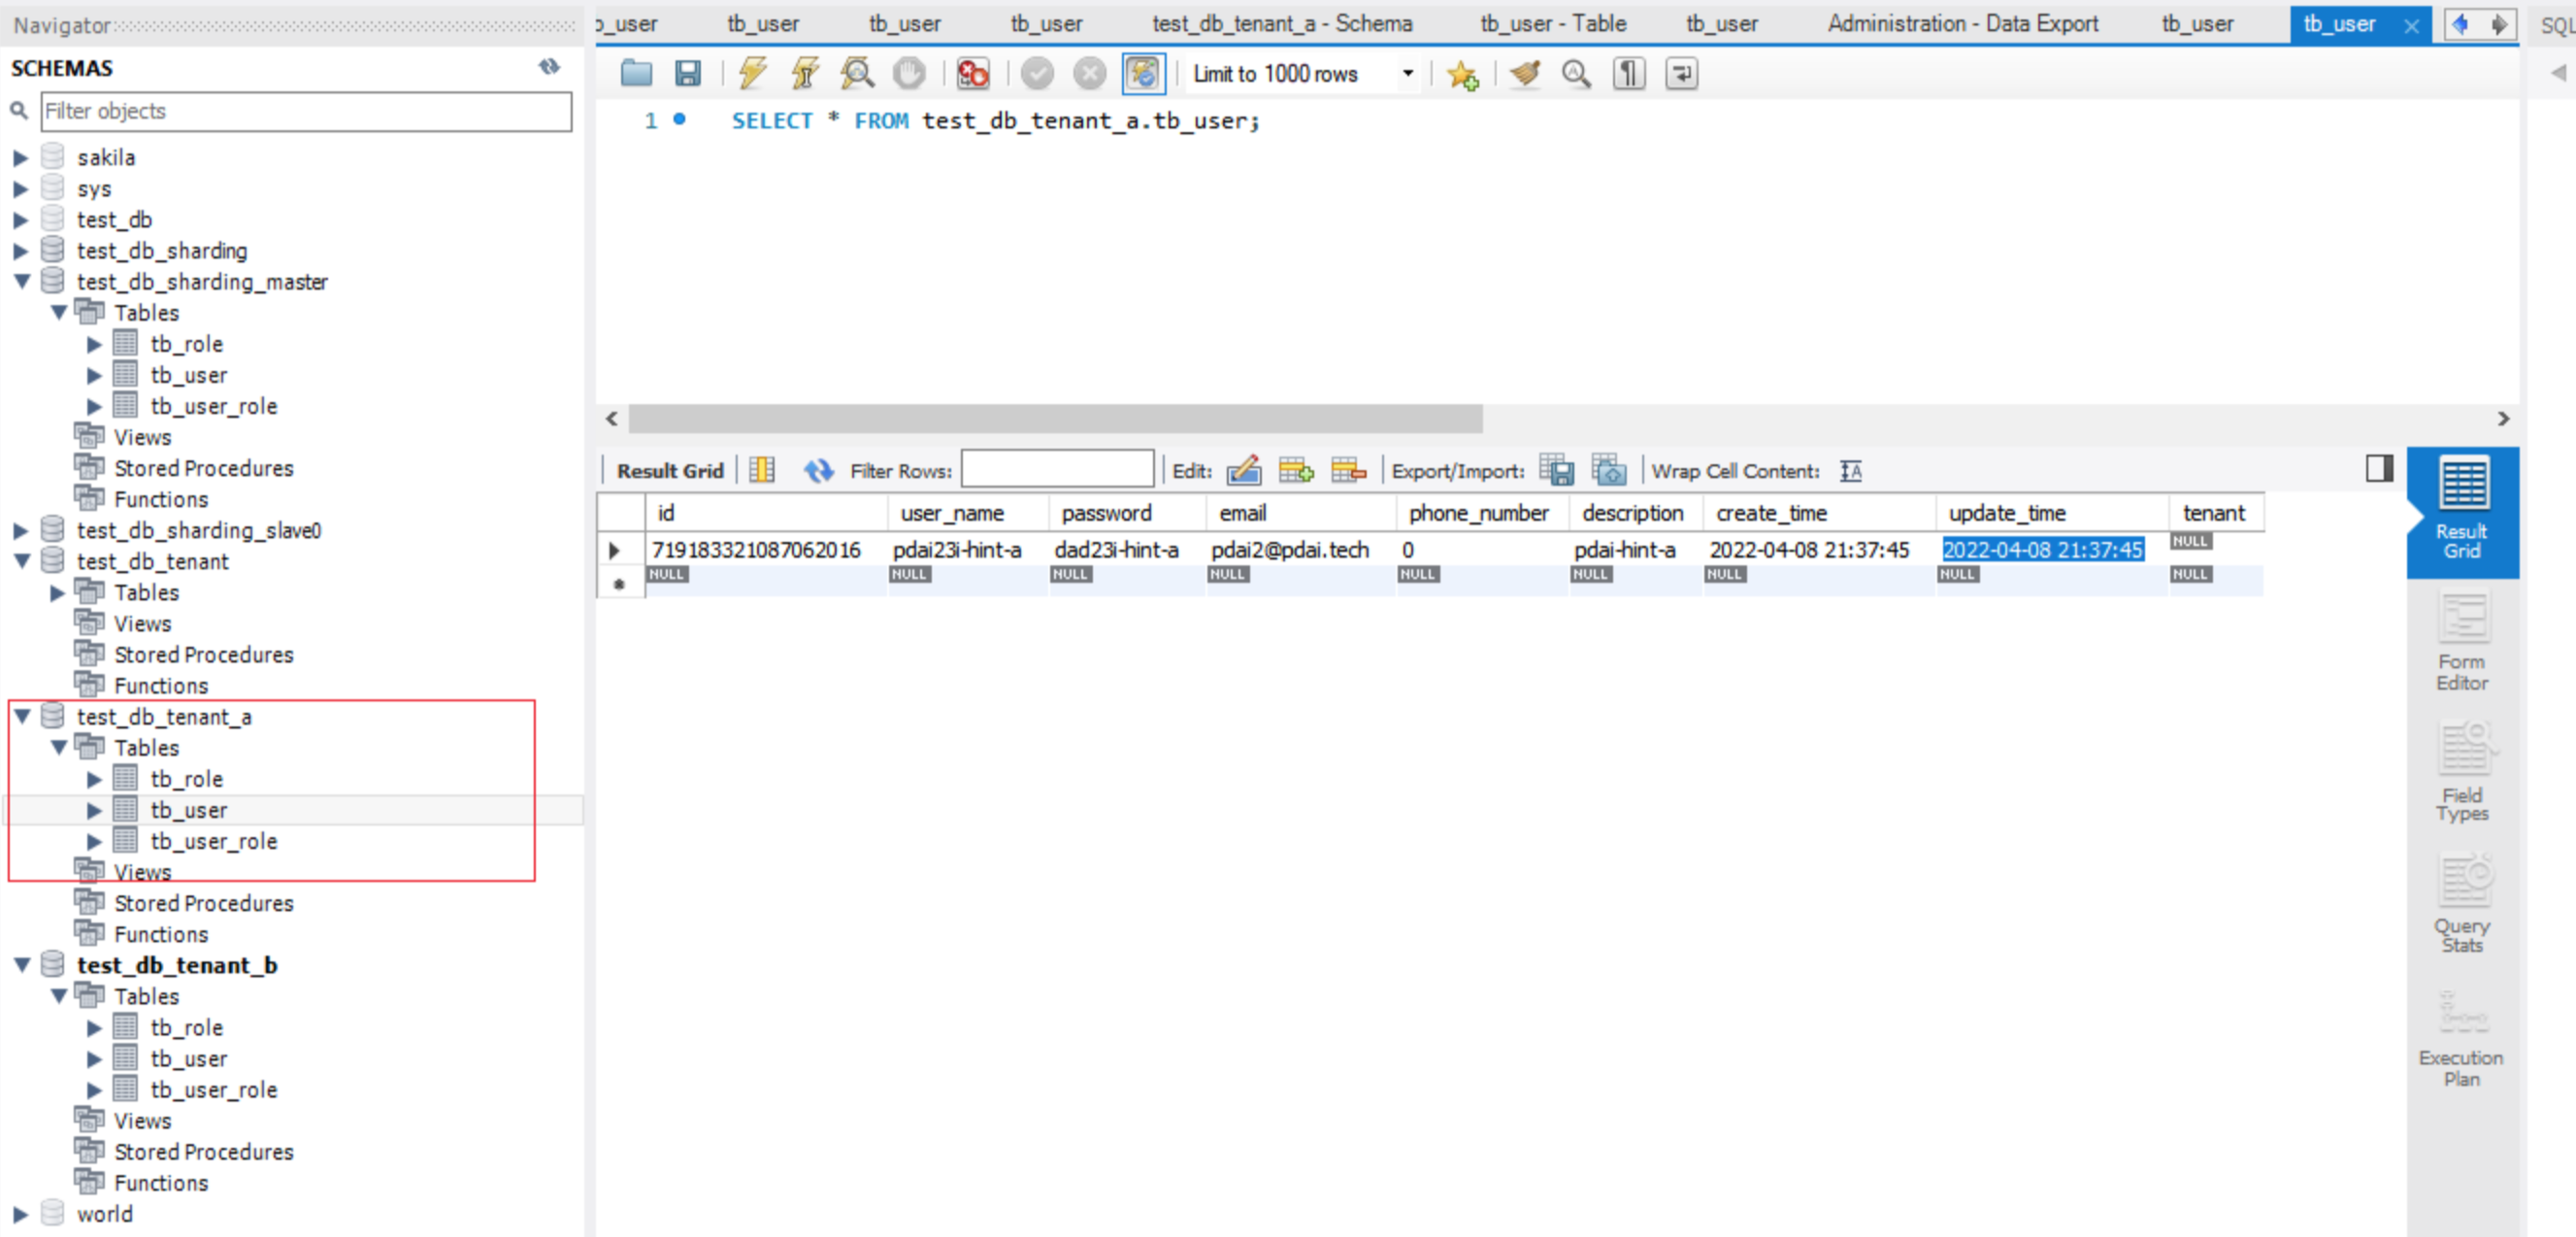 Navigator
SCHEMAS
Filter objects
sakila
sys
test_db
test_db_sharding
test_db_sharding_master
Tables
tb_role
tb_user
tb_user_role
Views
Stored Procedures
Functions
test_db_sharding_slave0
test_db_tenant
Tables
Views
Stored Procedures
Functions
test_db_tenant_a
Tables
tb_role
tb_user
tb_user_role
Views
Stored Procedures
Functions
test_db_tenant_b
Tables
tb_role
tb_user
tb_user_role
Views
Stored Procedures
Functions
world
b_user tb_user tb_user tb_user test_db_tenant_a - Schema tb_user - Table tb_user Administration - Data Export tb_user tb_user SQL
Limit to 1000 rows
1 SELECT * FROM test_db_tenant_a.tb_user;
Result Grid Filter Rows: Edit: Export/Import: Wrap Cell Content:
id user_name password email phone_number description create_time update_time tenant
719183321087062016 pdai23i-hint-a dad23i-hint-a pdai2@pdai.tech 0 pdai-hint-a 2022-04-08 21:37:45 2022-04-08 21:37:45 NULL
NULL NULL NULL NULL NULL NULL NULL NULL NULL
Result
Grid
Form
Editor
Field
Types
Query
Stats
Execution
Plan